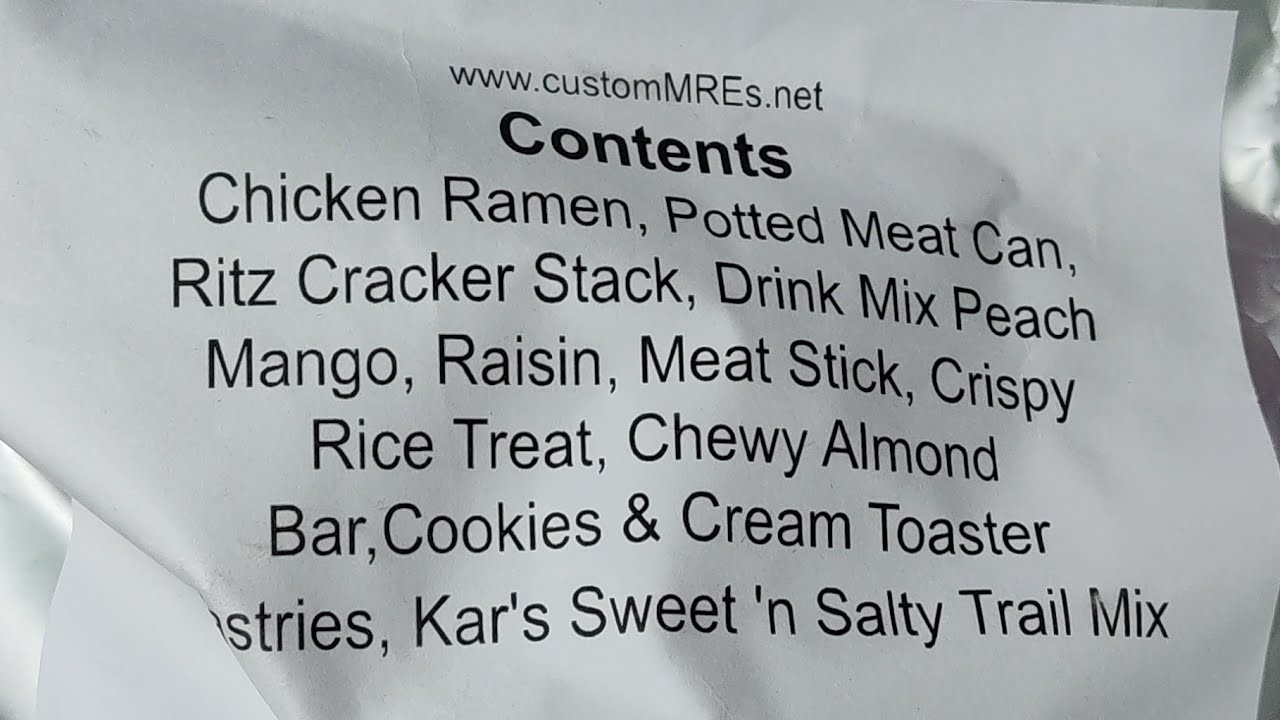 www.customMREs.net
Contents
Chicken Ramen, Potted Meat Can,
Ritz Cracker Stack, Drink Mix Peach
Mango, Raisin, Meat Stick, Crispy
Rice Treat, Chewy Almond
Bar,Cookies & Cream Toaster
astries, Kar's Sweet 'n Salty Trail Mix